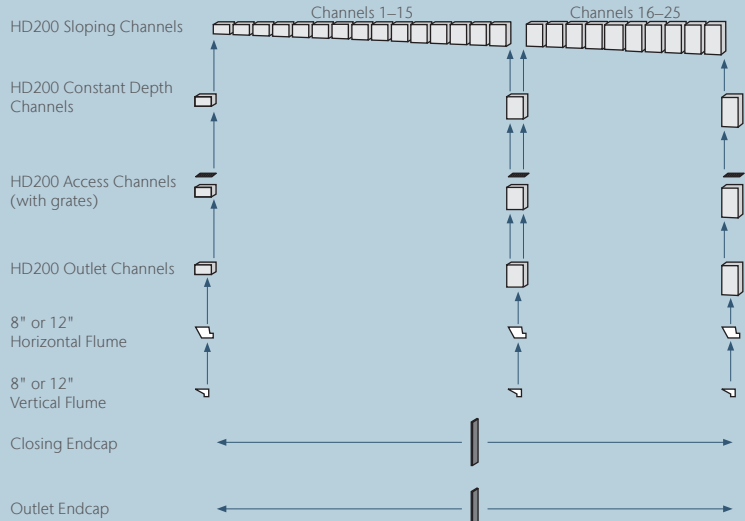 Channels 1–15
Channels 16–25
HD200 Sloping Channels
HD200 Constant Depth
Channels
HD200 Access Channels
(with grates)
HD200 Outlet Channels
8" or 12"
Horizontal Flume
8" or 12"
Vertical Flume
Closing Endcap
Outlet Endcap